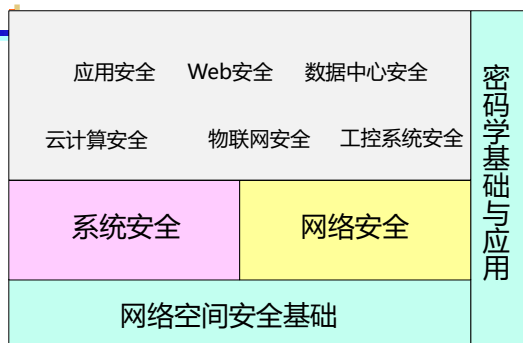 应用安全 Web安全 数据中心安全
云计算安全 物联网安全 工控系统安全
系统安全 网络安全
网络空间安全基础
密码学基础与应用